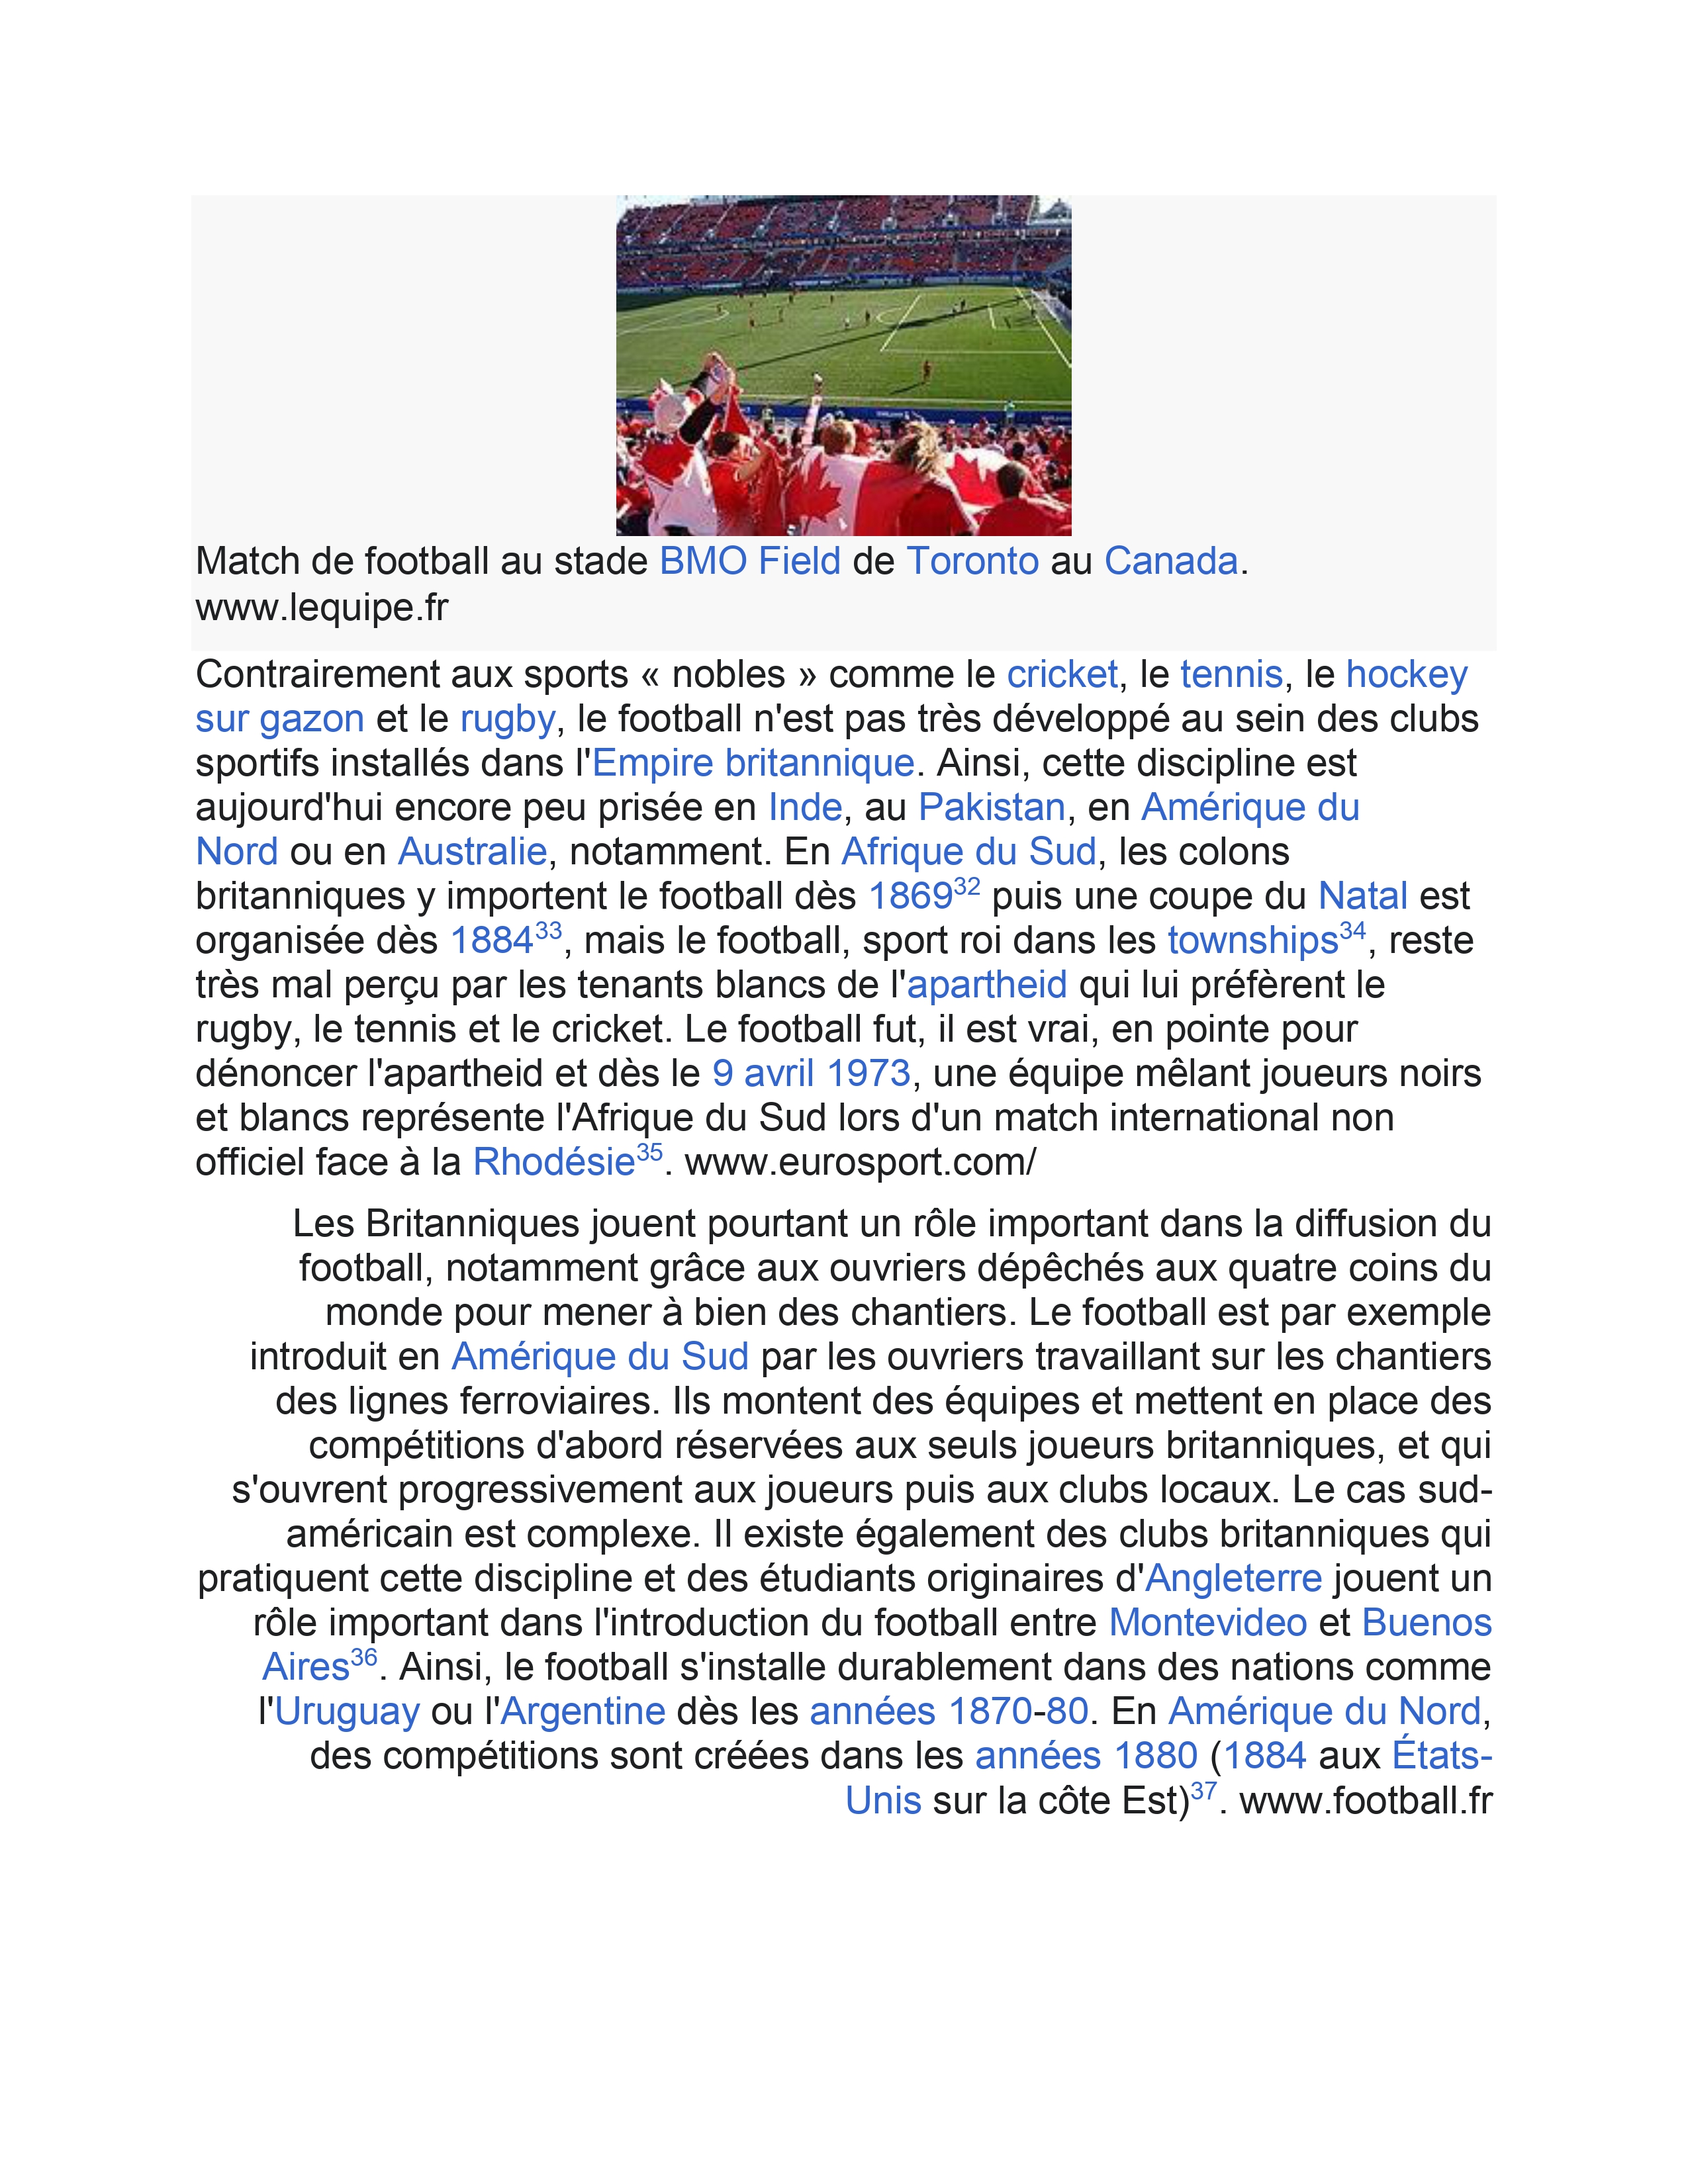 Match de football au stade BMO Field de Toronto au Canada.
www.lequipe.fr
Contrairement aux sports « nobles » comme le cricket, le tennis, le hockey
sur gazon et le rugby, le football n'est pas très développé au sein des clubs
sportifs installés dans l'Empire britannique. Ainsi, cette discipline est
aujourd'hui encore peu prisée en Inde, au Pakistan, en Amérique du
Nord ou en Australie, notamment. En Afrique du Sud, les colons
britanniques y importent le football dès 1869³² puis une coupe du Natal est
organisée dès 1884³³, mais le football, sport roi dans les townships³⁴, reste
très mal perçu par les tenants blancs de l'apartheid qui lui préfèrent le
rugby, le tennis et le cricket. Le football fut, il est vrai, en pointe pour
dénoncer l'apartheid et dès le 9 avril 1973, une équipe mêlant joueurs noirs
et blancs représente l'Afrique du Sud lors d'un match international non
officiel face à la Rhodésie³⁵. www.eurosport.com/
Les Britanniques jouent pourtant un rôle important dans la diffusion du
football, notamment grâce aux ouvriers dépêchés aux quatre coins du
monde pour mener à bien des chantiers. Le football est par exemple
introduit en Amérique du Sud par les ouvriers travaillant sur les chantiers
des lignes ferroviaires. Ils montent des équipes et mettent en place des
compétitions d'abord réservées aux seuls joueurs britanniques, et qui
s'ouvrent progressivement aux joueurs puis aux clubs locaux. Le cas sud-
américain est complexe. Il existe également des clubs britanniques qui
pratiquent cette discipline et des étudiants originaires d'Angleterre jouent un
rôle important dans l'introduction du football entre Montevideo et Buenos
Aires³⁶. Ainsi, le football s'installe durablement dans des nations comme
l'Uruguay ou l'Argentine dès les années 1870-80. En Amérique du Nord,
des compétitions sont créées dans les années 1880 (1884 aux États-
Unis sur la côte Est)³⁷. www.football.fr